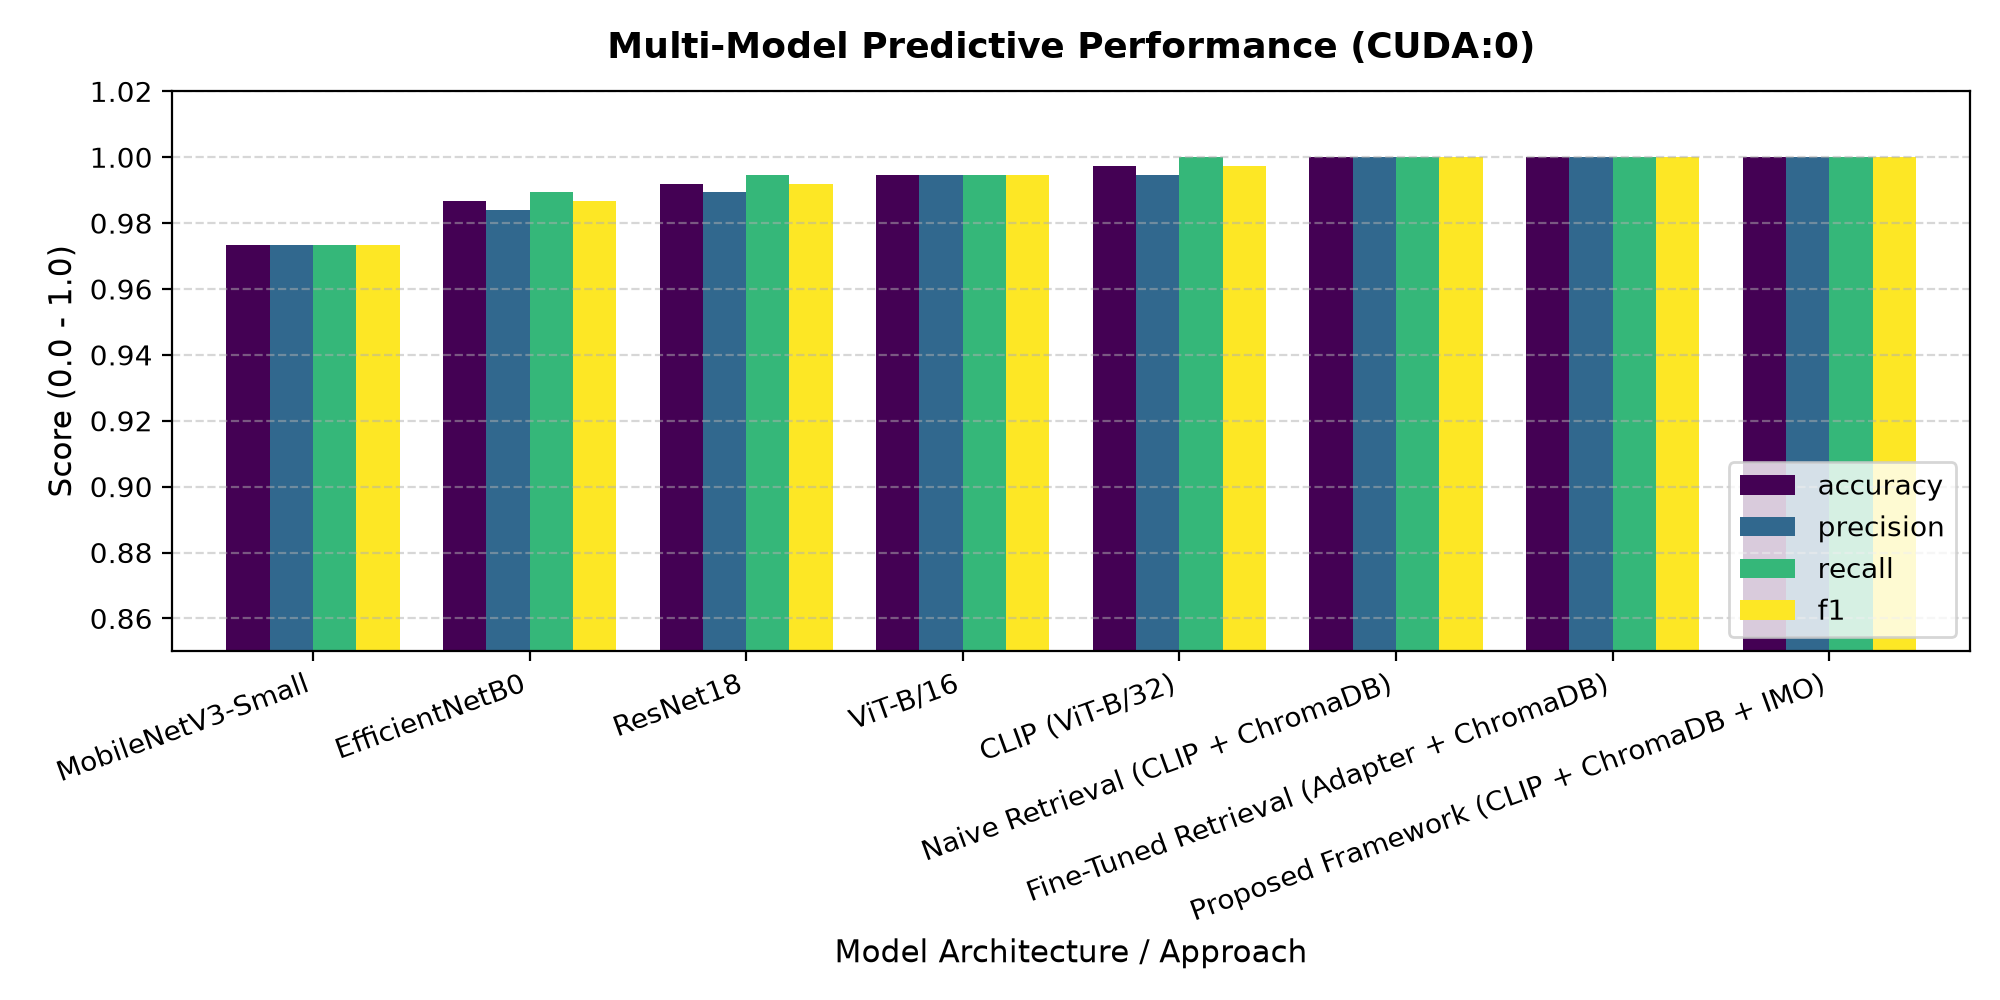 Multi-Model Predictive Performance (CUDA:0)
Score (0.0 - 1.0)
1.02
1.00
0.98
0.96
0.94
0.92
0.90
0.88
0.86
accuracy
precision
recall
f1
MobileNetV3-Small
EfficientNetB0
ResNet18
ViT-B/16
CLIP (ViT-B/32)
Naive Retrieval (CLIP + ChromaDB)
Fine-Tuned Retrieval (Adapter + ChromaDB)
Proposed Framework (CLIP + ChromaDB + IMO)
Model Architecture / Approach